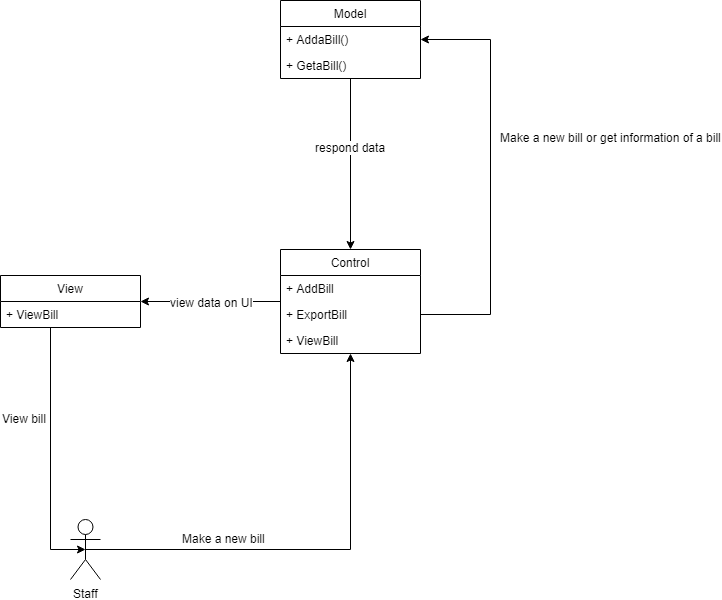 Model
+ AddaBill()
+ GetaBill()
Make a new bill or get information of a bill
respond data
Control
+ AddBill
+ ExportBill
+ ViewBill
View
+ ViewBill
view data on UI
View bill
Make a new bill
Staff